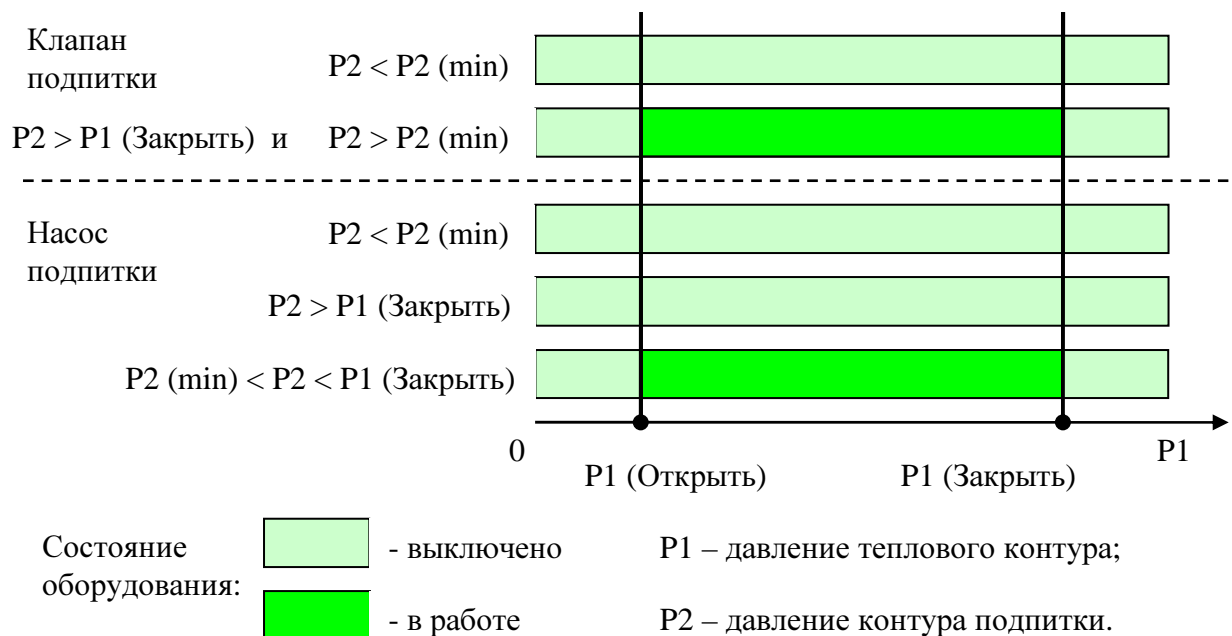 Клапан
подпитки
P2 < P2 (min)
P2 > P1 (Закрыть) и P2 > P2 (min)
Насос
подпитки
P2 < P2 (min)
P2 > P1 (Закрыть)
P2 (min) < P2 < P1 (Закрыть)
0
P1
P1 (Открыть)
P1 (Закрыть)
Состояние
оборудования:
- выключено
P1 – давление теплового контура;
- в работе
P2 – давление контура подпитки.